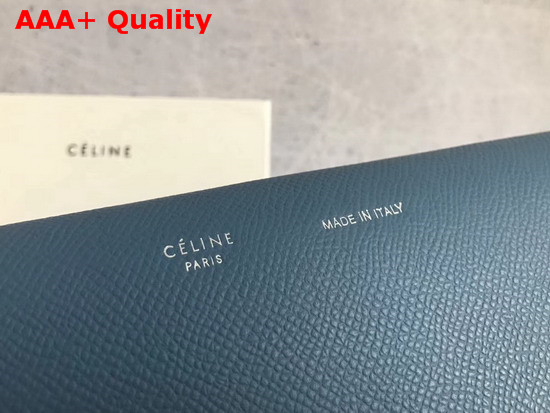 AAA+ Quality
CÉLINE
CÉLINE
PARIS
MADE IN ITALY